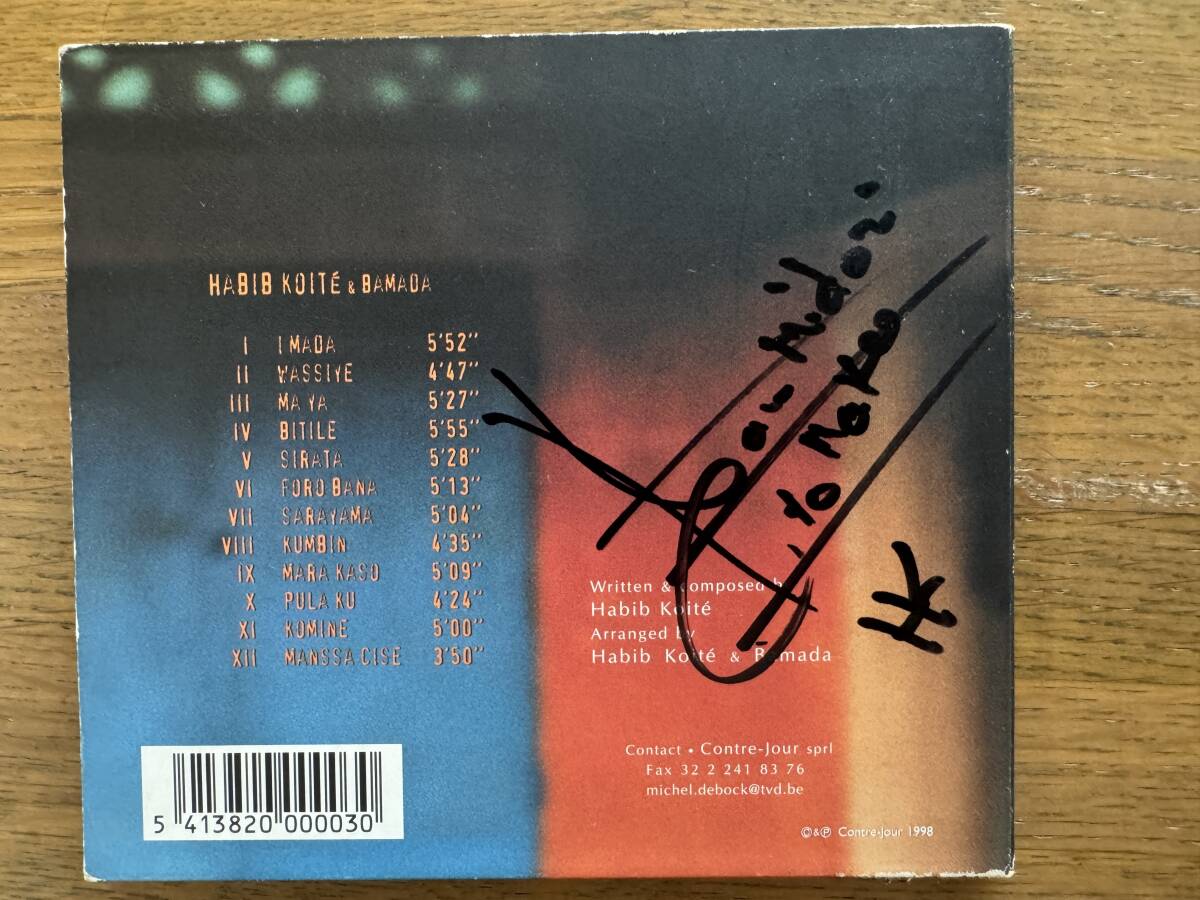 HABIB KOITÉ & BAMADA
I I MADA 5'52''
II WASSIYE 4'47''
III MA YA 5'27''
IV BITILE 5'55''
V SIRATA 5'28''
VI FORO BANA 5'13''
VII SARAYAMA 5'04''
VIII KUMBIN 4'35''
IX MARA KASO 5'09''
X PULA KU 4'24''
XI KOMINE 5'00''
XII MANSSA CISE 3'50''
Written & composed by
Habib Koité
Arranged by
Habib Koité & Bamada
HK
Contact • Contre-Jour sprl
Fax 32 2 241 83 76
michel.debock@tvd.be
©&℗ Contre-Jour 1998
5 413820 000030